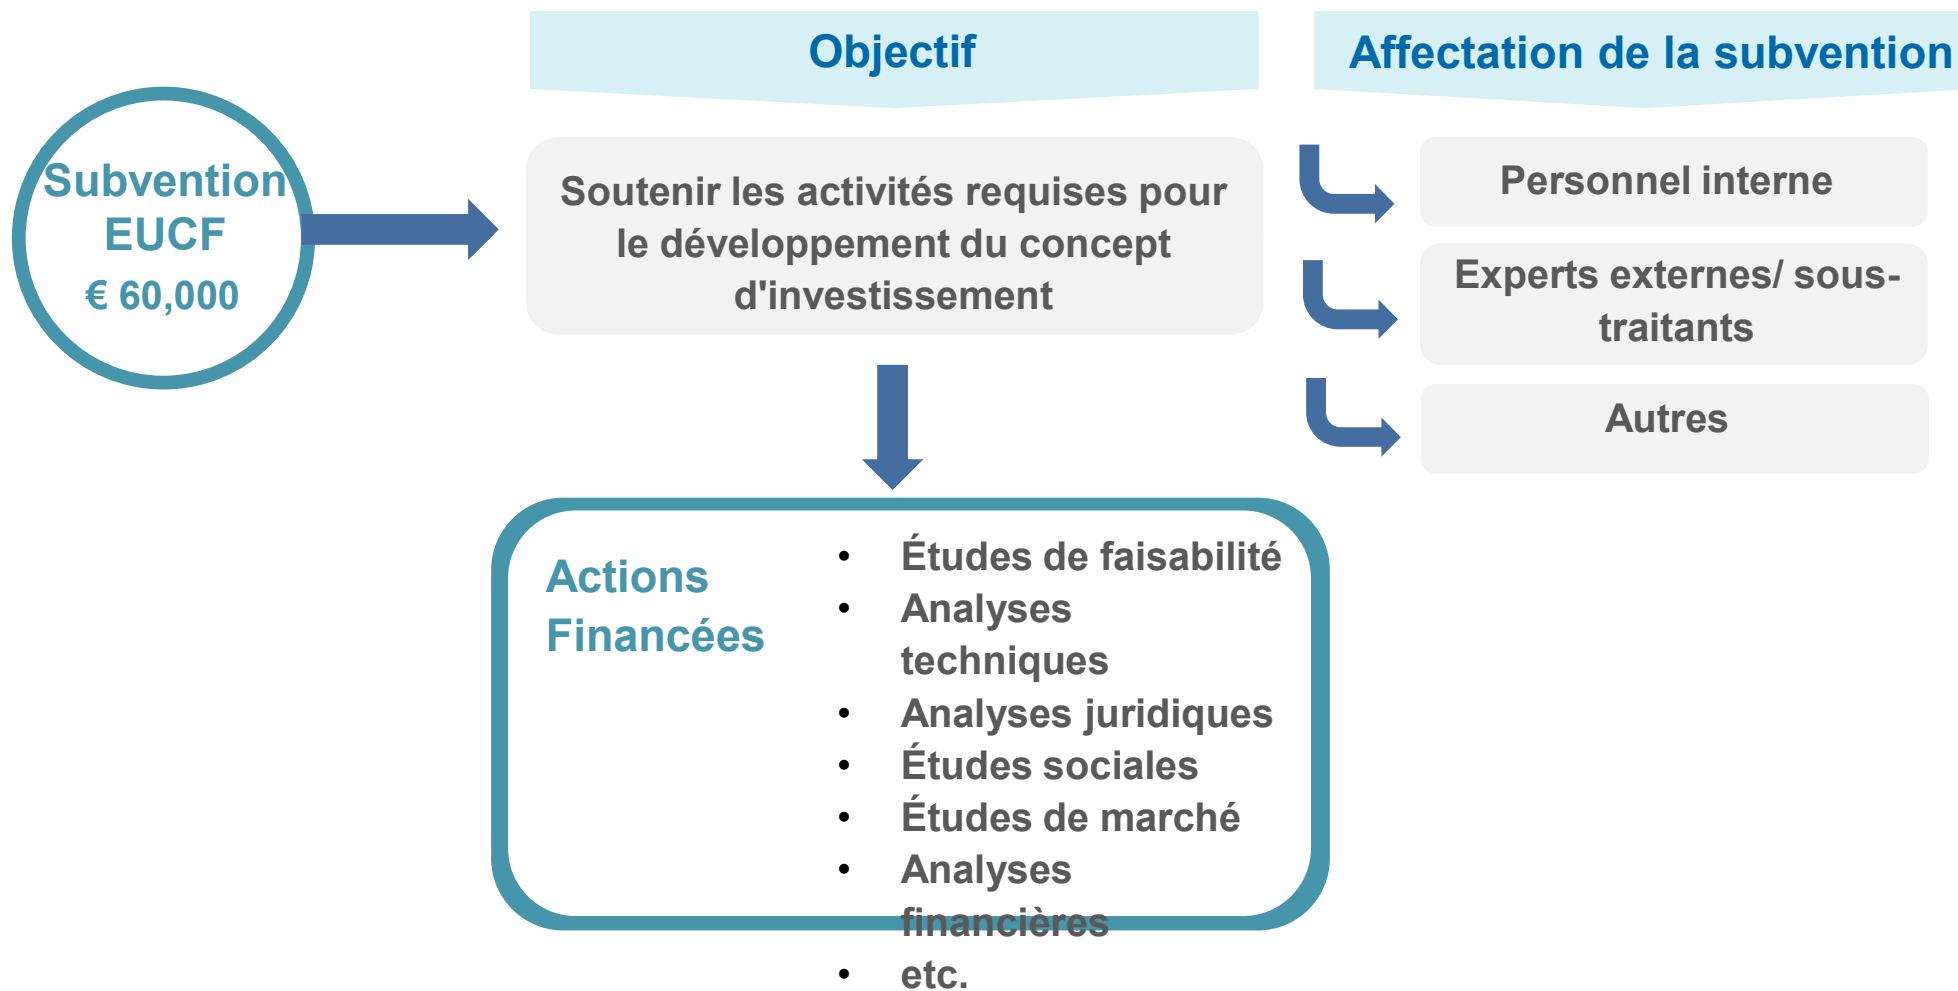 Objectif
Affectation de la subvention
Subvention
EUCF
€ 60,000
Soutenir les activités requises pour
le développement du concept
d'investissement
Personnel interne
Experts externes/ sous-
traitants
Autres
Actions
Financées
• Études de faisabilité
• Analyses
techniques
• Analyses juridiques
• Études sociales
• Études de marché
• Analyses
financières
• etc.